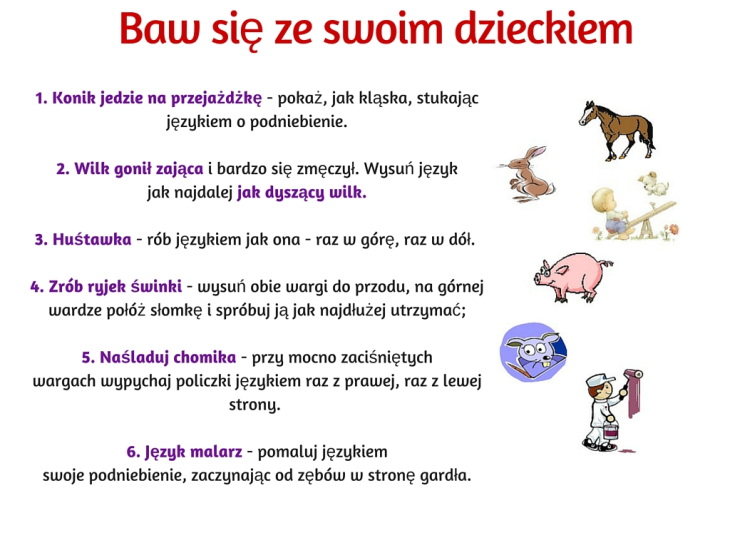 Baw się ze swoim dzieckiem
1. Konik jedzie na przejażdżkę - pokaż, jak kląska, stukając
językiem o podniebienie.
2. Wilk gonił zająca i bardzo się zmęczył. Wysuń język
jak najdalej jak dyszący wilk.
3. Huśtawka - rób językiem jak ona - raz w górę, raz w dół.
4. Zrób ryjek świnki - wysuń obie wargi do przodu, na górnej
wardze połóż słomkę i spróbuj ją jak najdłużej utrzymać;
5. Naśladuj chomika - przy mocno zaciśniętych
wargach wypychaj policzki językiem raz z prawej, raz z lewej
strony.
6. Język malarz - pomaluj językiem
swoje podniebienie, zaczynając od zębów w stronę gardła.